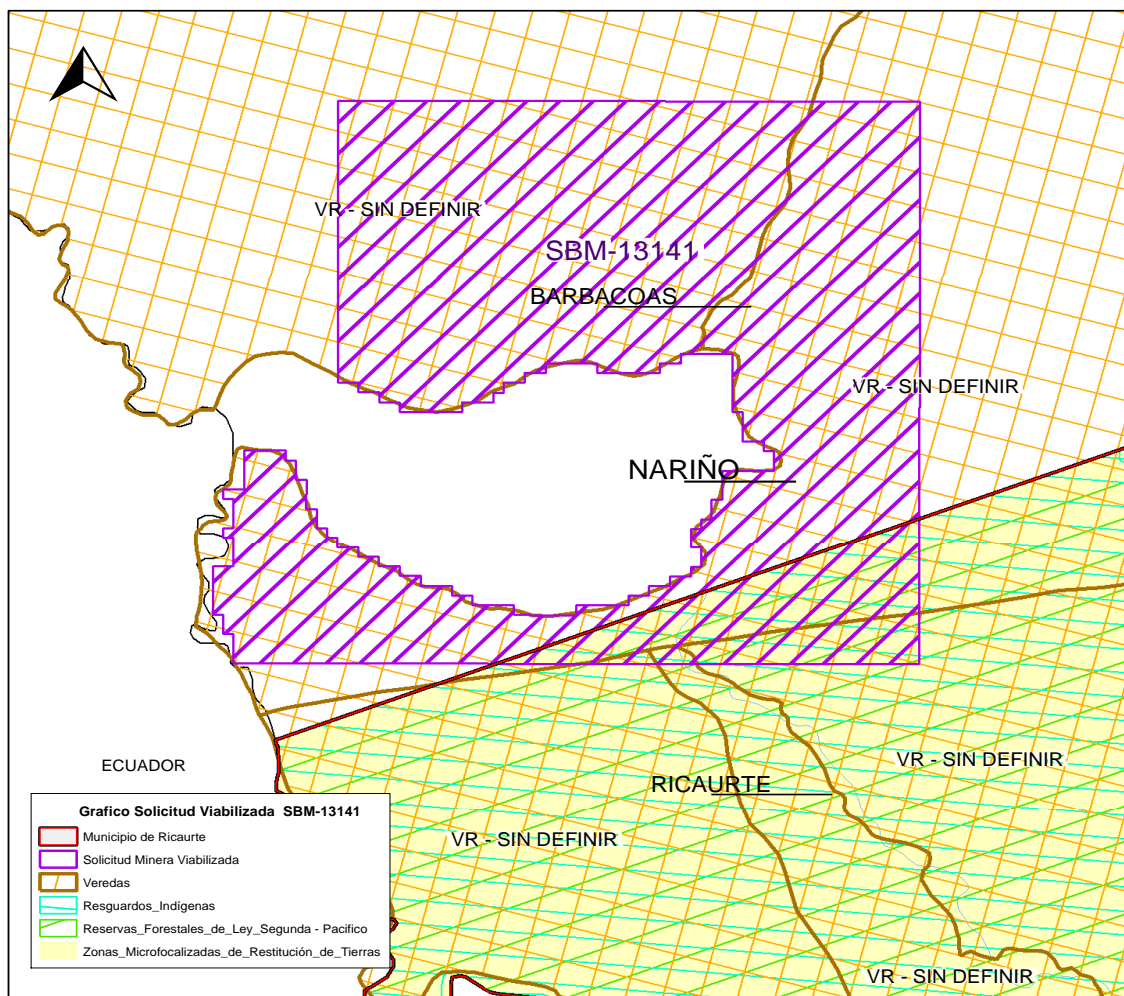 VR - SIN DEFINIR
SBM-13141
BARBACOAS
VR - SIN DEFINIR
NARIÑO
ECUADOR
VR - SIN DEFINIR
RICAURTE
VR - SIN DEFINIR
VR - SIN DEFINIR
Grafico Solicitud Viabilizada SBM-13141
Municipio de Ricaurte
Solicitud Minera Viabilizada
Veredas
Resguardos_Indígenas
Reservas_Forestales_de_Ley_Segunda - Pacifico
Zonas_Microfocalizadas_de_Restitución_de_Tierras